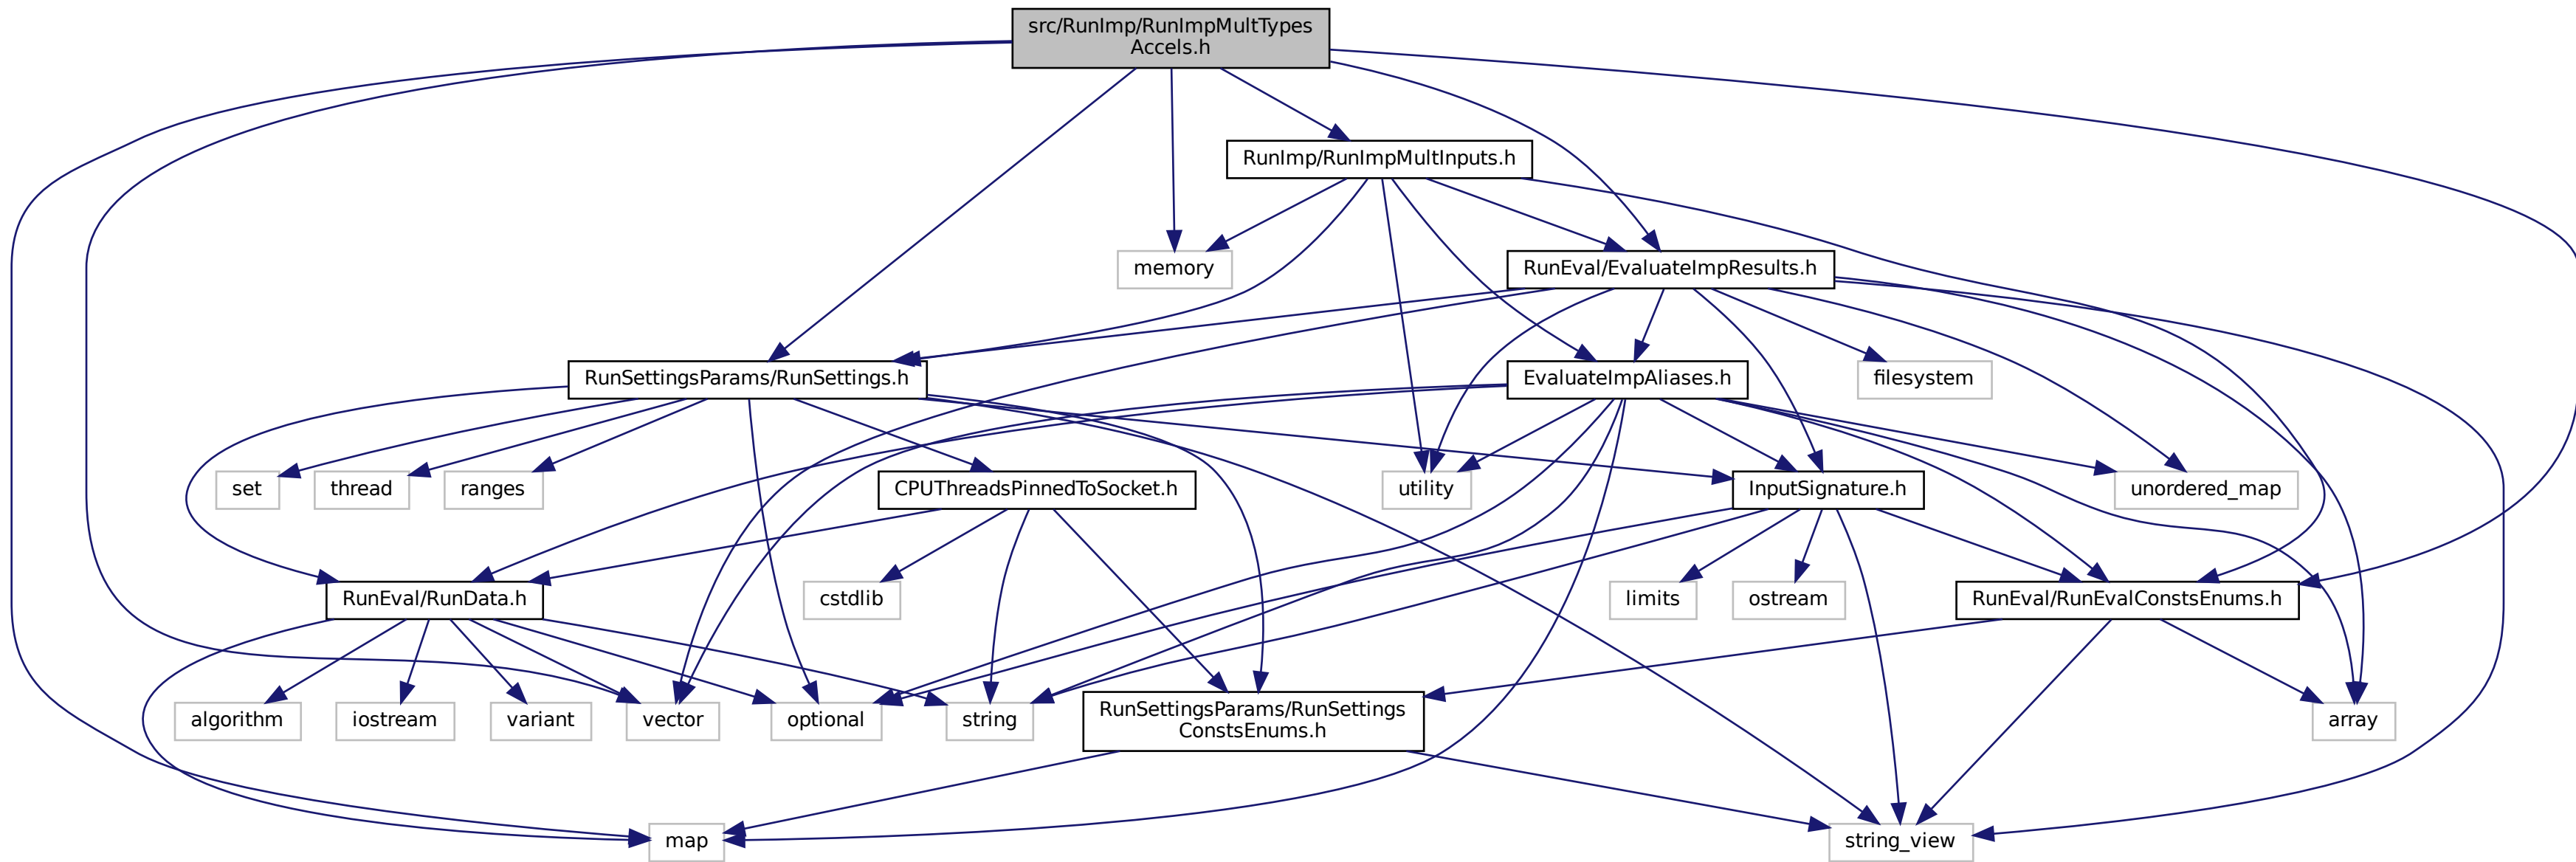 src/RunImp/RunImpMultTypes
Accels.h
RunImp/RunImpMultInputs.h
memory
RunEval/EvaluateImpResults.h
RunSettingsParams/RunSettings.h
EvaluateImpAliases.h
filesystem
set
thread
ranges
CPUThreadsPinnedToSocket.h
utility
InputSignature.h
unordered_map
RunEval/RunData.h
cstdlib
limits
ostream
RunEval/RunEvalConstsEnums.h
algorithm
iostream
variant
vector
optional
string
RunSettingsParams/RunSettings
ConstsEnums.h
array
map
string_view